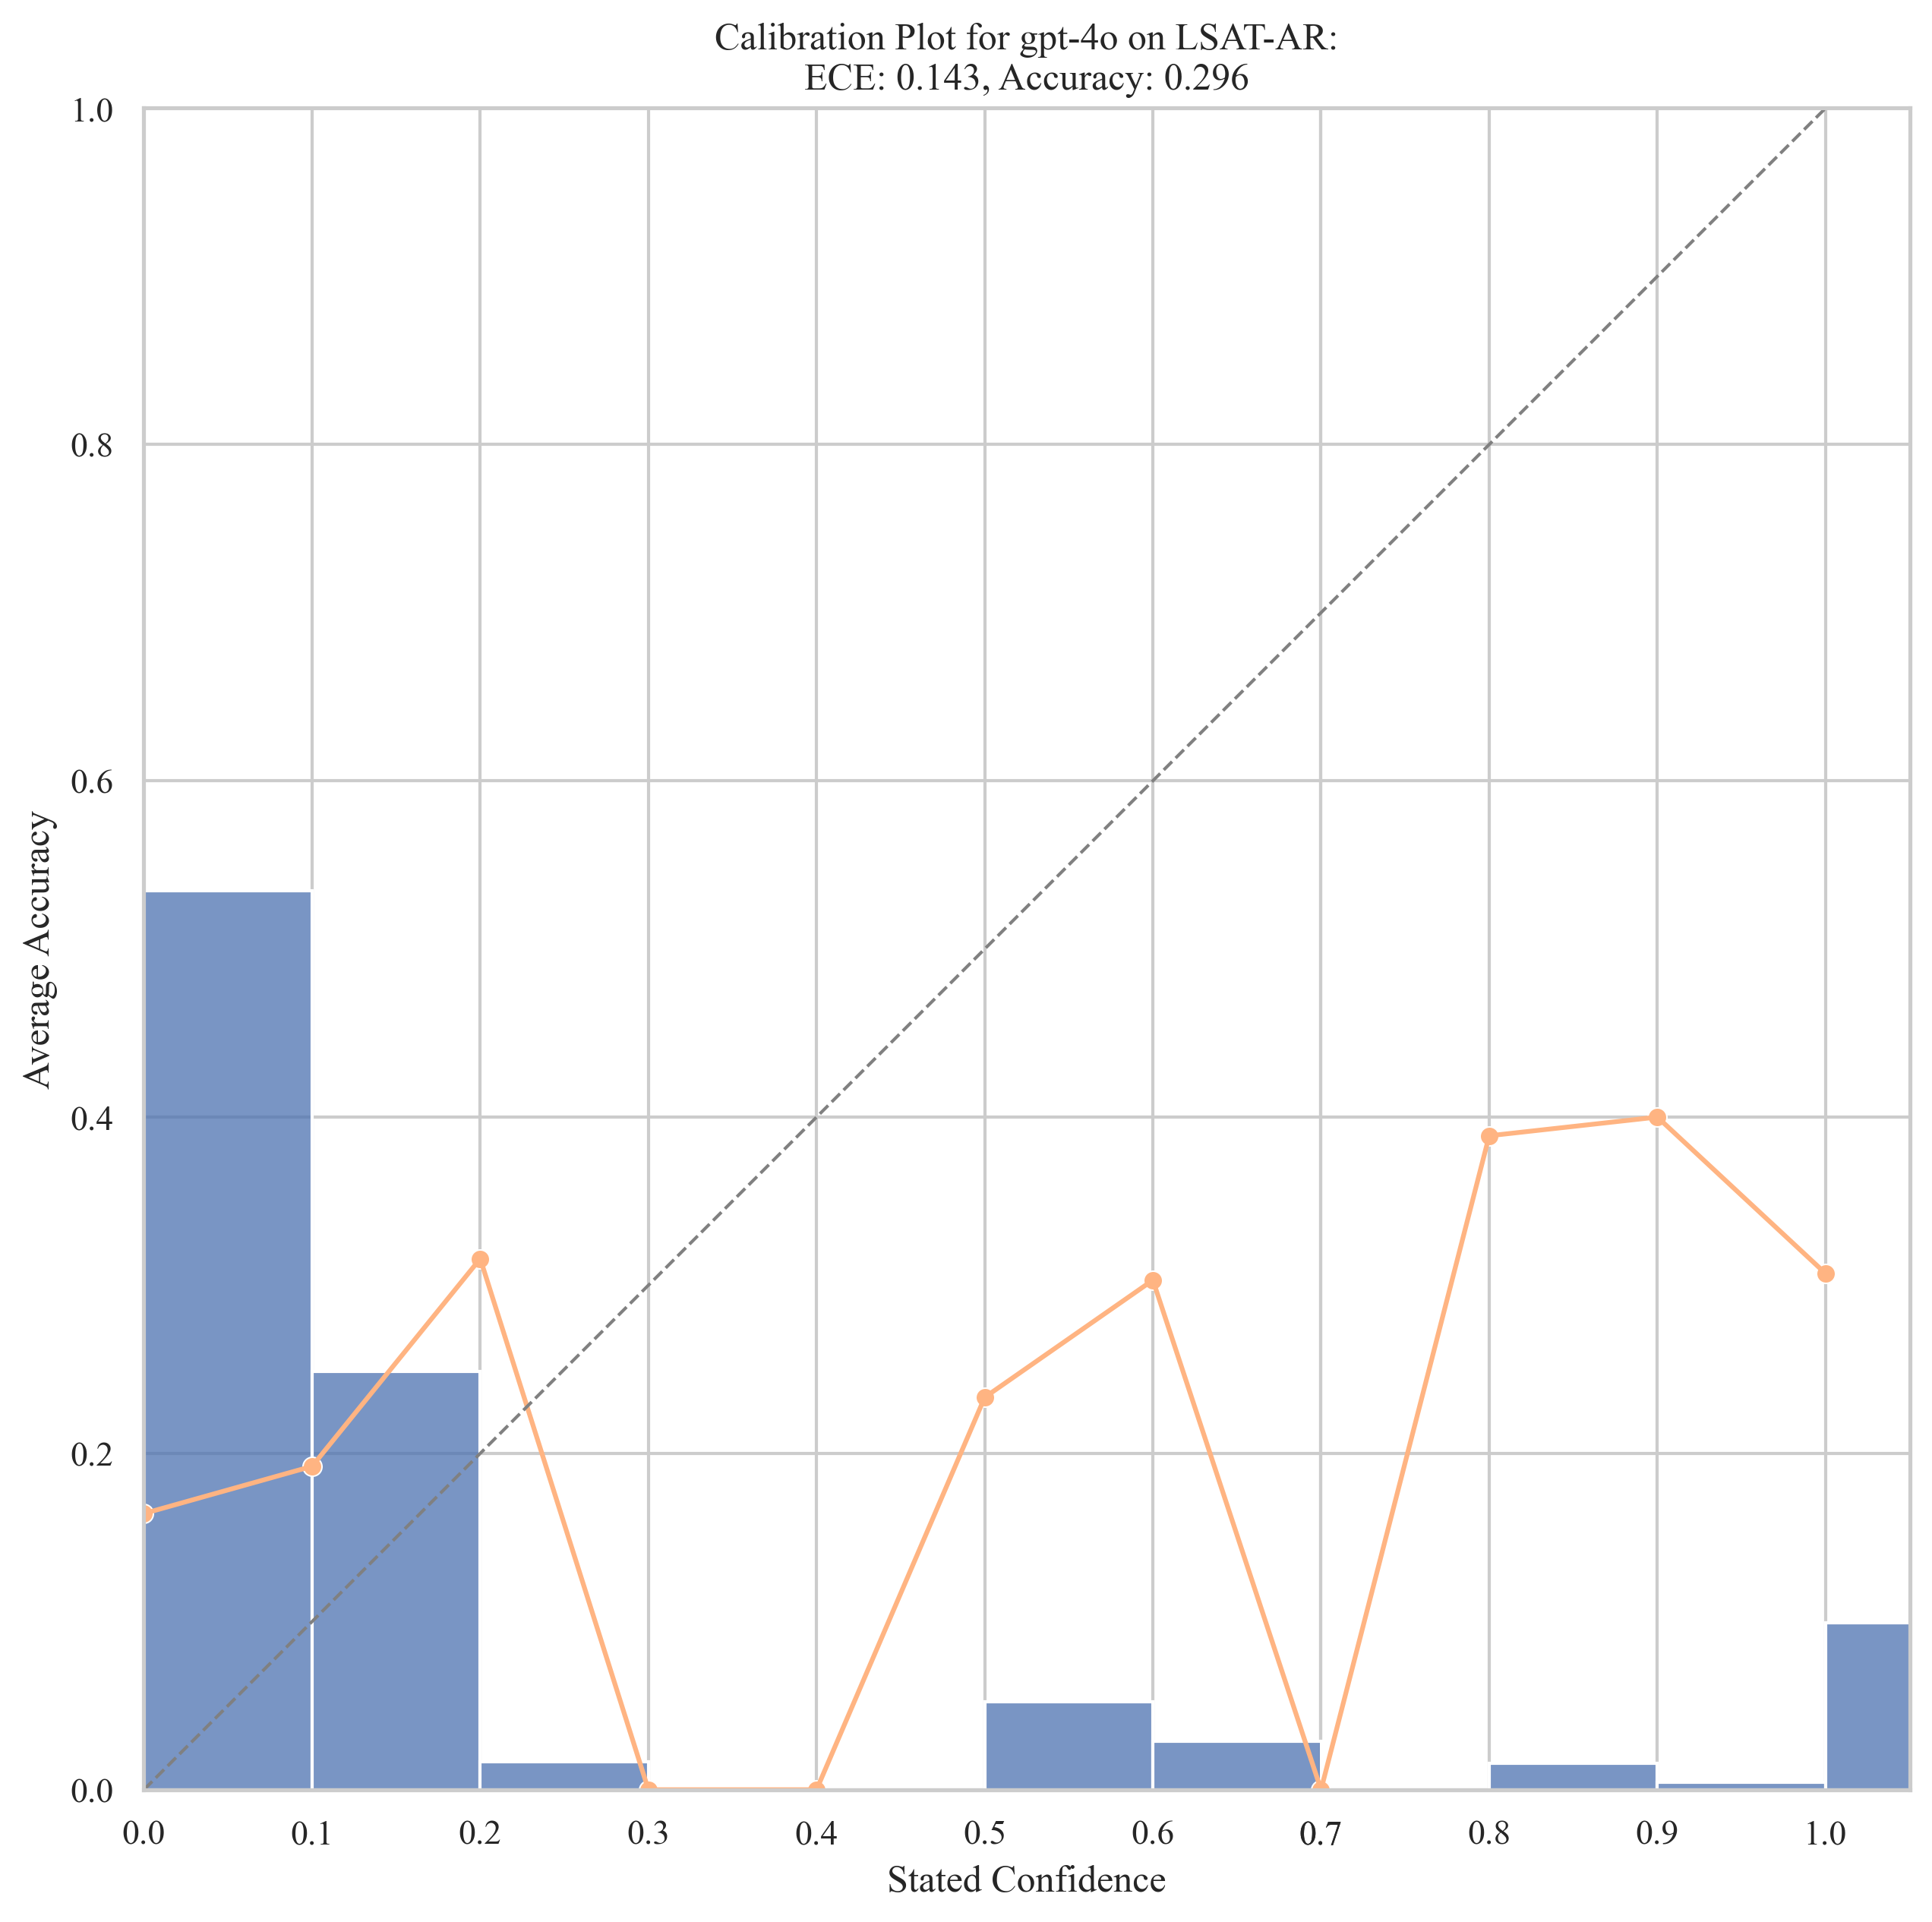 Calibration Plot for gpt-4o on LSAT-AR:
ECE: 0.143, Accuracy: 0.296
1.0
0.8
0.6
0.4
0.2
0.0
Average Accuracy
0.0 0.1 0.2 0.3 0.4 0.5 0.6 0.7 0.8 0.9 1.0
Stated Confidence